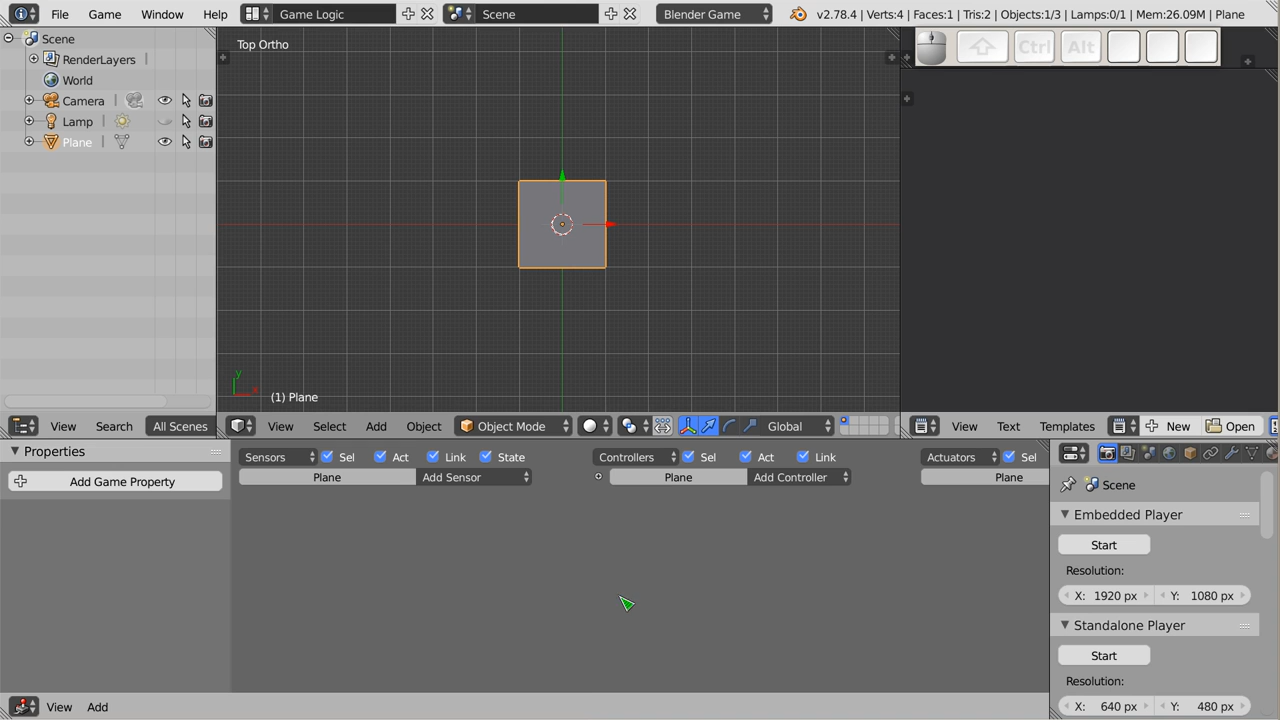 File Game Window Help Game Logic Scene Blender Game v2.78.4 | Verts:4 | Faces:1 | Tris:2 | Objects:1/3 | Lamps:0/1 | Mem:26.09M | Plane
Scene
RenderLayers
World
Camera
Lamp
Plane
View Search All Scenes
Top Ortho
y
x
(1) Plane
View Select Add Object Object Mode Global
Ctrl Alt
View Text Templates New Open
Properties
Add Game Property
Sensors Sel Act Link State Controllers Sel Act Link Actuators Sel
Plane Add Sensor Plane Add Controller Plane
View Add
Scene
Embedded Player
Start
Resolution:
X: 1920 px Y: 1080 px
Standalone Player
Start
Resolution:
X: 640 px Y: 480 px